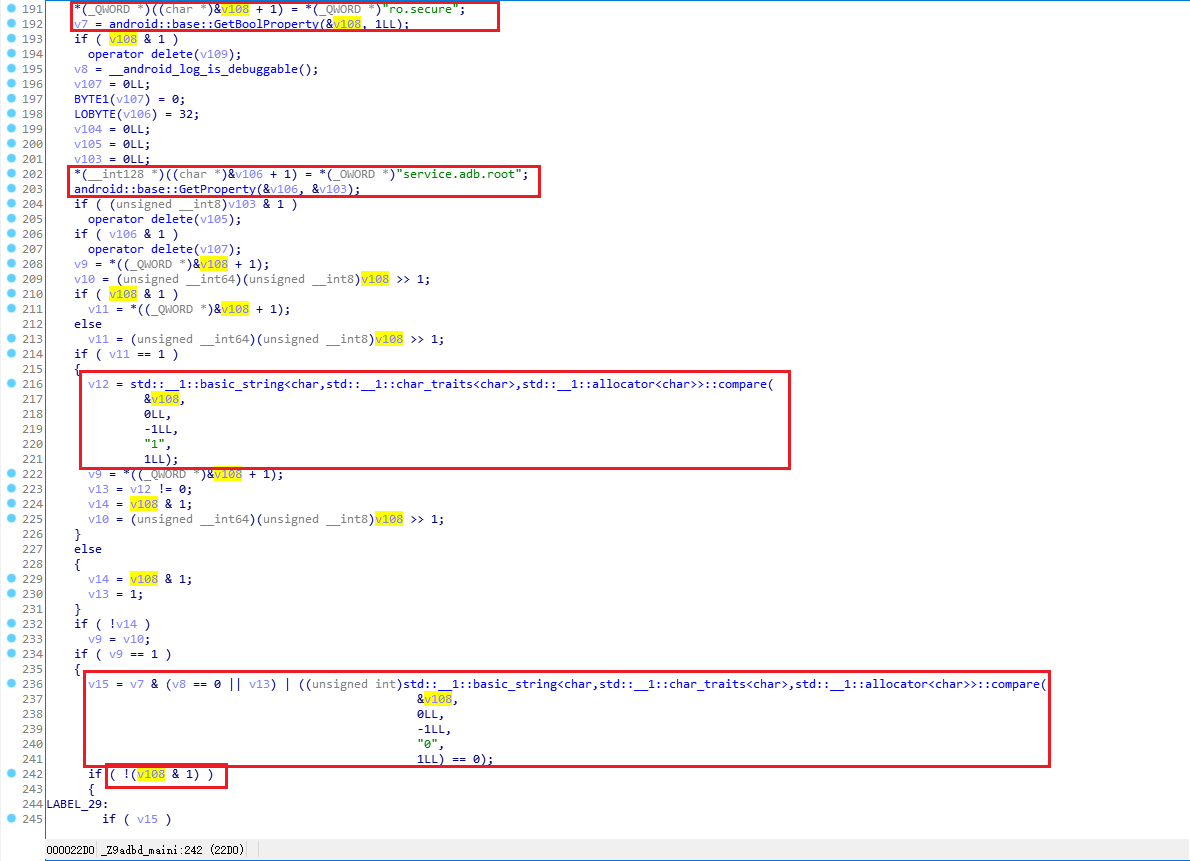 191 *(_QWORD *)((char *)&v108 + 1) = *(_QWORD *)"ro.secure";
192 v7 = android::base::GetBoolProperty(&v108, 1LL);
193 if ( v108 & 1 )
194 operator delete(v109);
195 v8 = __android_log_is_debuggable();
196 v107 = 0LL;
197 BYTE1(v107) = 0;
198 LOBYTE(v106) = 32;
199 v104 = 0LL;
200 v105 = 0LL;
201 v103 = 0LL;
202 *(__int128 *)((char *)&v106 + 1) = *(_OWORD *)"service.adb.root";
203 android::base::GetProperty(&v106, &v103);
204 if ( (unsigned __int8)v103 & 1 )
205 operator delete(v105);
206 if ( v106 & 1 )
207 operator delete(v107);
208 v9 = *((_QWORD *)&v108 + 1);
209 v10 = (unsigned __int64)(unsigned __int8)v108 >> 1;
210 if ( v108 & 1 )
211 v11 = *((_QWORD *)&v108 + 1);
212 else
213 v11 = (unsigned __int64)(unsigned __int8)v108 >> 1;
214 if ( v11 == 1 )
215 {
216 v12 = std::__1::basic_string<char,std::__1::char_traits<char>,std::__1::allocator<char>>::compare(
217 &v108,
218 0LL,
219 -1LL,
220 "1",
221 1LL);
222 v9 = *((_QWORD *)&v108 + 1);
223 v13 = v12 != 0;
224 v14 = v108 & 1;
225 v10 = (unsigned __int64)(unsigned __int8)v108 >> 1;
226 }
227 else
228 {
229 v14 = v108 & 1;
230 v13 = 1;
231 }
232 if ( !v14 )
233 v9 = v10;
234 if ( v9 == 1 )
235 {
236 v15 = v7 & (v8 == 0 || v13) | ((unsigned int)std::__1::basic_string<char,std::__1::char_traits<char>,std::__1::allocator<char>>::compare(
237 &v108,
238 0LL,
239 -1LL,
240 "0",
241 1LL) == 0);
242 if ( !(v108 & 1) )
243 {
244 LABEL_29:
245 if ( v15 )
000022D0 _Z9adbd_maini:242 (22D0)